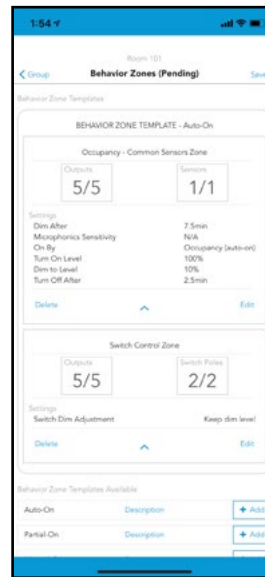 1:54
Room 101
Group Behavior Zones (Pending) Save
Behavior Zone Templates
BEHAVIOR ZONE TEMPLATE - Auto-On
Occupancy - Common Sensors Zone
Outputs Sensors
5/5 1/1
Settings
Dim After 7.5min
Microphonics Sensitivity N/A
On By Occupancy (auto-on)
Turn On Level 100%
Dim to Level 10%
Turn Off After 2.5min
Delete Edit
Switch Control Zone
Outputs Switch Poles
5/5 2/2
Settings
Switch Dim Adjustment Keep dim level
Delete Edit
Behavior Zone Templates Available
Auto-On Description + Add
Partial-On Description + Add